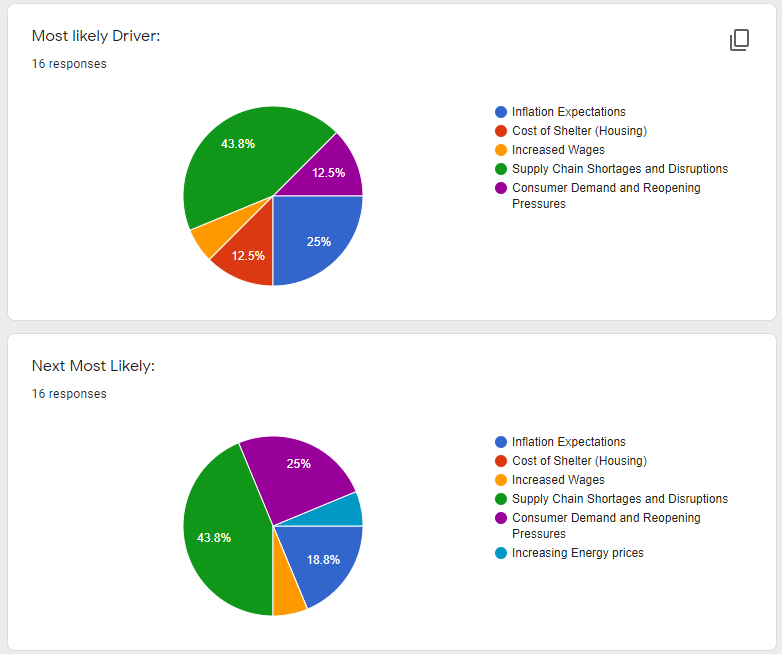 Most likely Driver:
16 responses
43.8%
12.5%
25%
12.5%
Inflation Expectations
Cost of Shelter (Housing)
Increased Wages
Supply Chain Shortages and Disruptions
Consumer Demand and Reopening
Pressures
Next Most Likely:
16 responses
25%
43.8%
18.8%
Inflation Expectations
Cost of Shelter (Housing)
Increased Wages
Supply Chain Shortages and Disruptions
Consumer Demand and Reopening
Pressures
Increasing Energy prices